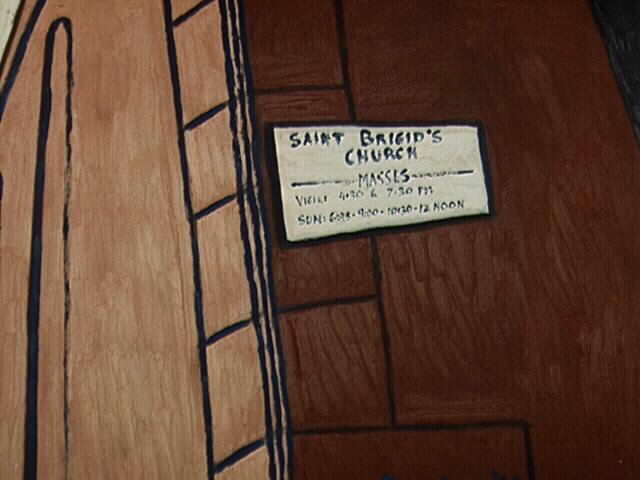 SAINT BRIGID'S
CHURCH
MASSES
VIGIL: 4:30 & 7:30 PM
SUN: 9:00 - 10:30 - 12 NOON